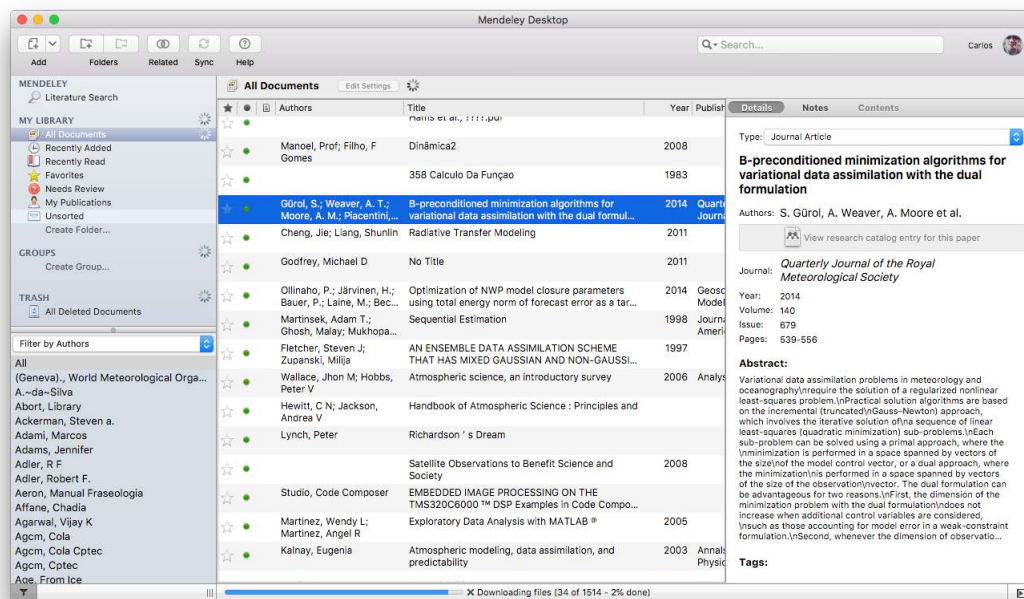 Mendeley Desktop
Add
Folders
Related
Sync
Help
Search...
Carlos
MENDELEY
Literature Search
MY LIBRARY
All Documents
Recently Added
Recently Read
Favorites
Needs Review
My Publications
Unsorted
Create Folder...
GROUPS
Create Group...
TRASH
All Deleted Documents
Filter by Authors
All
(Geneva)., World Meteorological Orga...
A.~da~Silva
Abort, Library
Ackerman, Steven a.
Adami, Marcos
Adams, Jennifer
Adler, R F
Adler, Robert F.
Aeron, Manual Fraseologia
Affane, Chadia
Agarwal, Vijay K
Agcm, Cola
Agcm, Cola Cptec
Agcm, Cptec
Age, From Ice
All Documents
Edit Settings
Authors Title Year Publish
Harris et al., ????.pdf
Manoel, Prof; Filho, F Dinâmica2 2008
Gomes
358 Calculo Da Funçao 1983
Gürol, S.; Weaver, A. T.; B-preconditioned minimization algorithms for 2014 Quarte
Moore, A. M.; Piacentini,... variational data assimilation with the dual formul... Journa
Cheng, Jie; Liang, Shunlin Radiative Transfer Modeling 2011
Godfrey, Michael D No Title 2011
Ollinaho, P.; Järvinen, H.; Optimization of NWP model closure parameters 2014 Geosc
Bauer, P.; Laine, M.; Bec... using total energy norm of forecast error as a tar... Model
Martinsek, Adam T.; Sequential Estimation 1998 Journa
Ghosh, Malay; Mukhopa... Americ
Fletcher, Steven J; AN ENSEMBLE DATA ASSIMILATION SCHEME 1997
Zupanski, Milija THAT HAS MIXED GAUSSIAN AND NON-GAUSSI...
Wallace, Jhon M; Hobbs, Atmospheric science, an introductory survey 2006 Analys
Peter V
Hewitt, C N; Jackson, Handbook of Atmospheric Science : Principles and
Andrea V
Lynch, Peter Richardson ' s Dream
Satellite Observations to Benefit Science and 2008
Society
Studio, Code Composer EMBEDDED IMAGE PROCESSING ON THE
TMS320C6000 ™ DSP Examples in Code Compo...
Martinez, Wendy L; Exploratory Data Analysis with MATLAB ® 2005
Martinez, Angel R
Kalnay, Eugenia Atmospheric modeling, data assimilation, and 2003 Annals
predictability Physic
Downloading files (34 of 1514 - 2% done)
Details Notes Contents
Type: Journal Article
B-preconditioned minimization algorithms for
variational data assimilation with the dual
formulation
Authors: S. Gürol, A. Weaver, A. Moore et al.
View research catalog entry for this paper
Journal: Quarterly Journal of the Royal
Meteorological Society
Year: 2014
Volume: 140
Issue: 679
Pages: 539-556
Abstract:
Variational data assimilation problems in meteorology and
oceanography\nrequire the solution of a regularized nonlinear
least-squares problem.\nPractical solution algorithms are based
on the incremental (truncated\nGauss–Newton) approach,
which involves the iterative solution of\na sequence of linear
least-squares (quadratic minimization) sub-problems.\nEach
sub-problem can be solved using a primal approach, where the
\nminimization is performed in a space spanned by vectors of
the size\nof the model control vector, or a dual approach, where
the minimization\nis performed in a space spanned by vectors
of the size of the observation\nvector. The dual formulation can
be advantageous for two reasons.\nFirst, the dimension of the
minimization problem with the dual formulation\ndoes not
increase when additional control variables are considered,
\nsuch as those accounting for model error in a weak-constraint
formulation.\nSecond, whenever the dimension of observatio...
Tags: